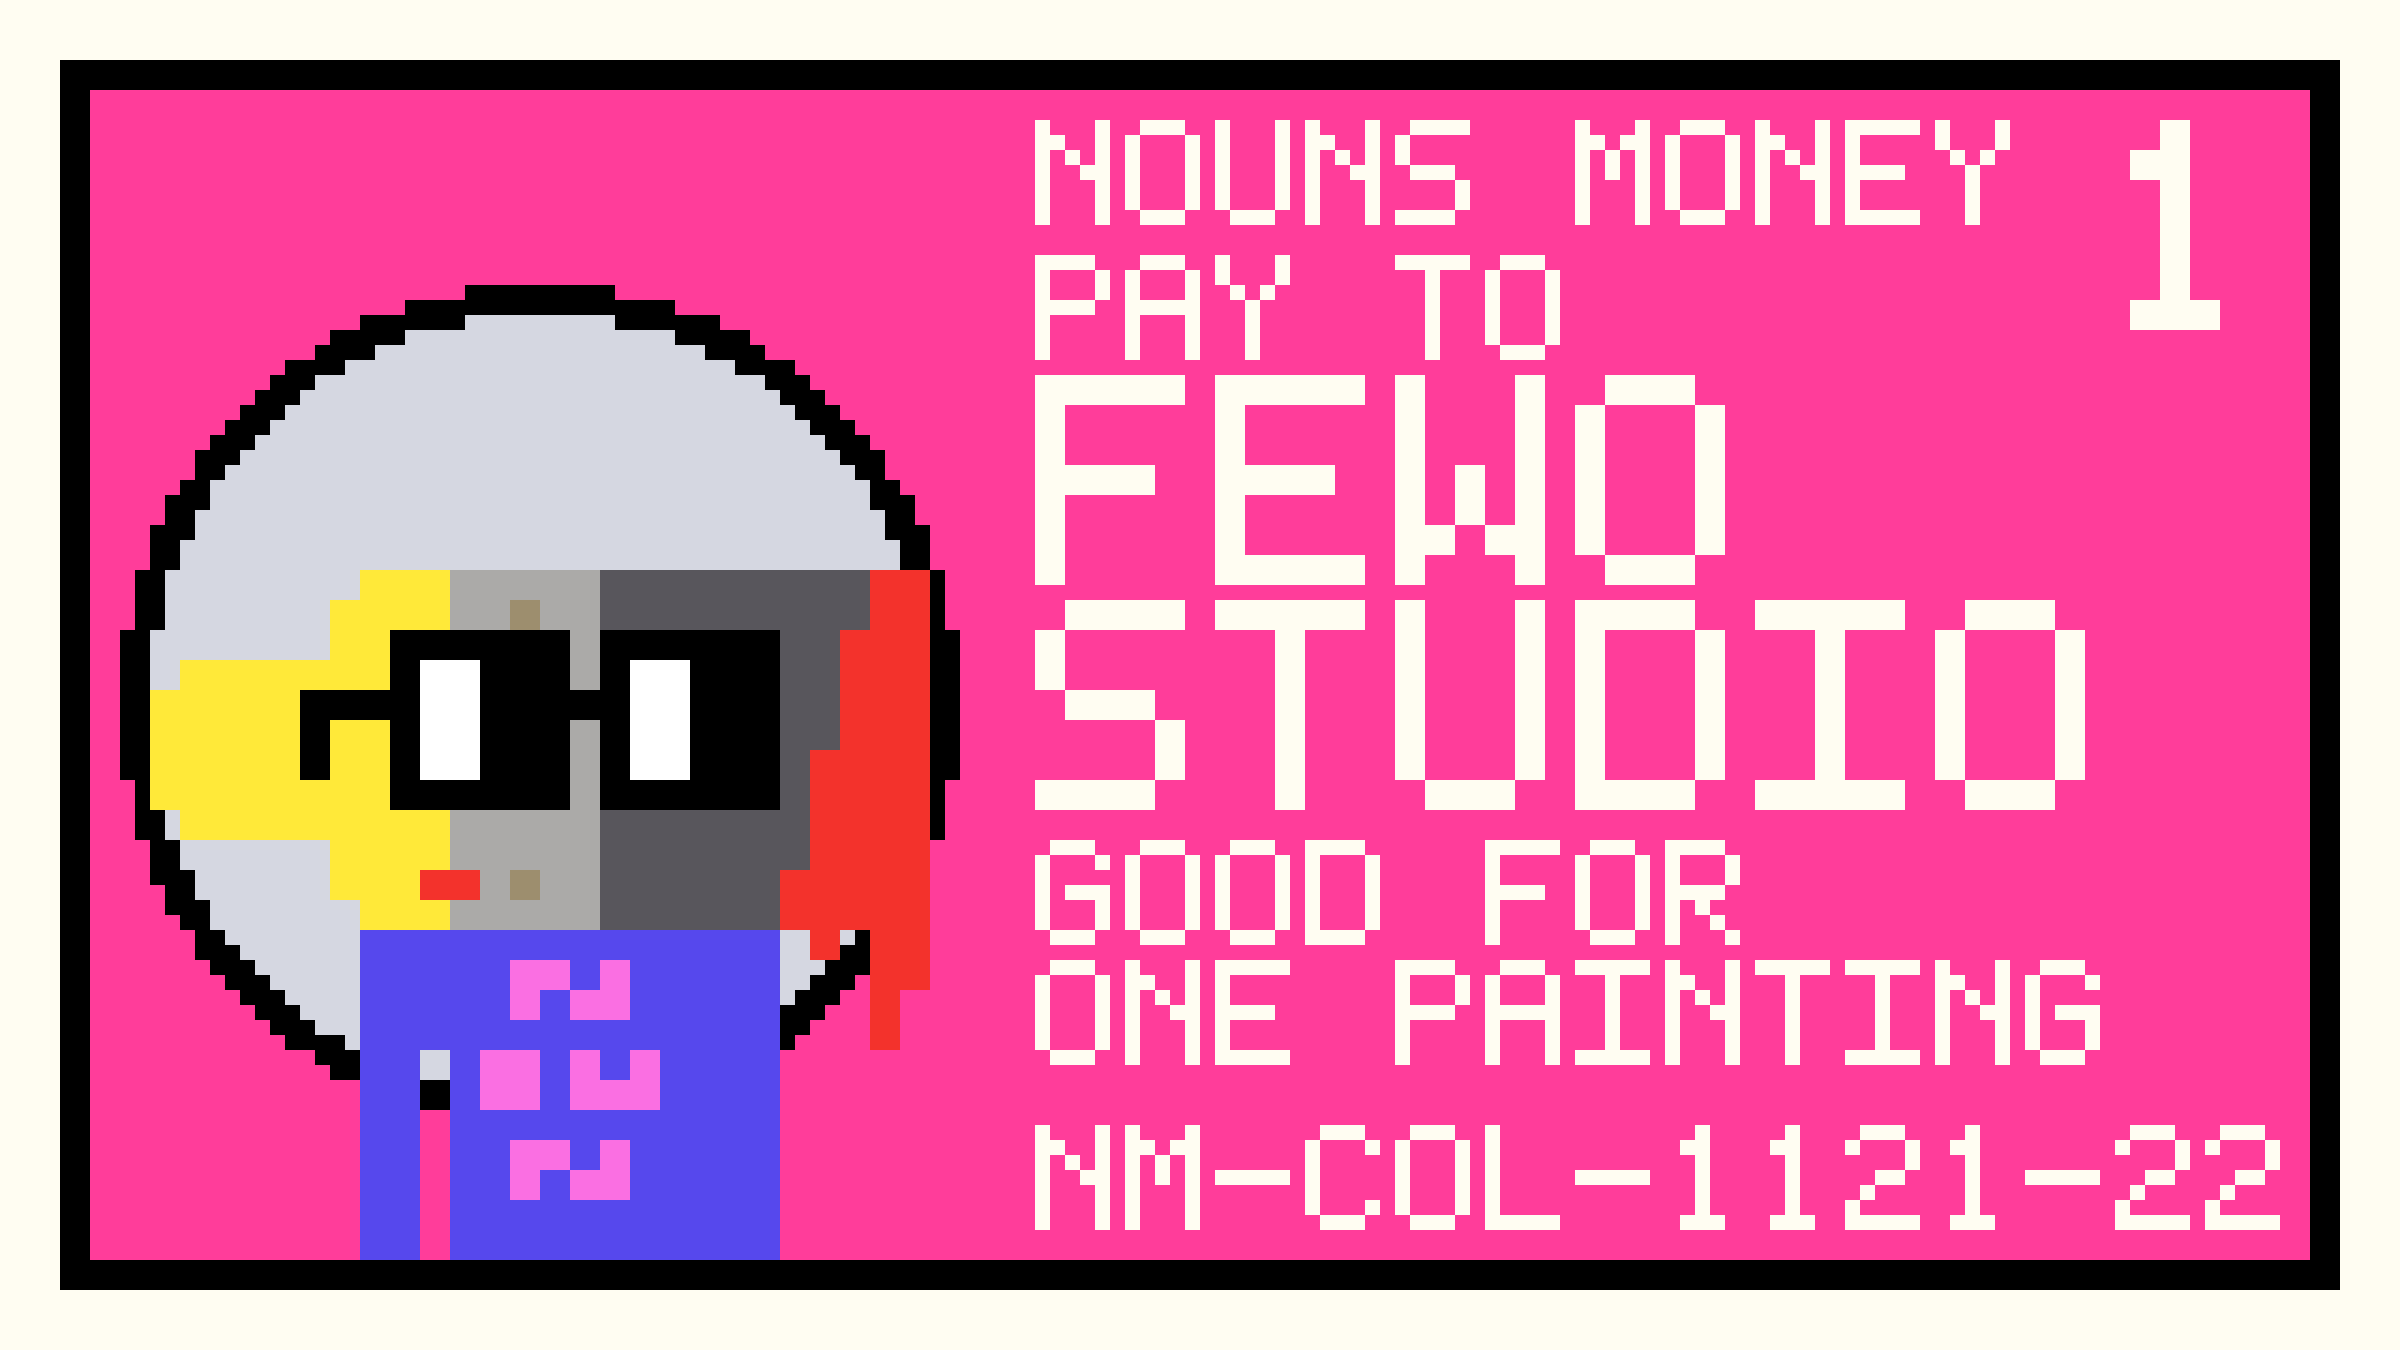 NOUNS MONEY 1
PAY TO
FEWO
STUDIO
GOOD FOR
ONE PAINTING
NM-COL-1121-22